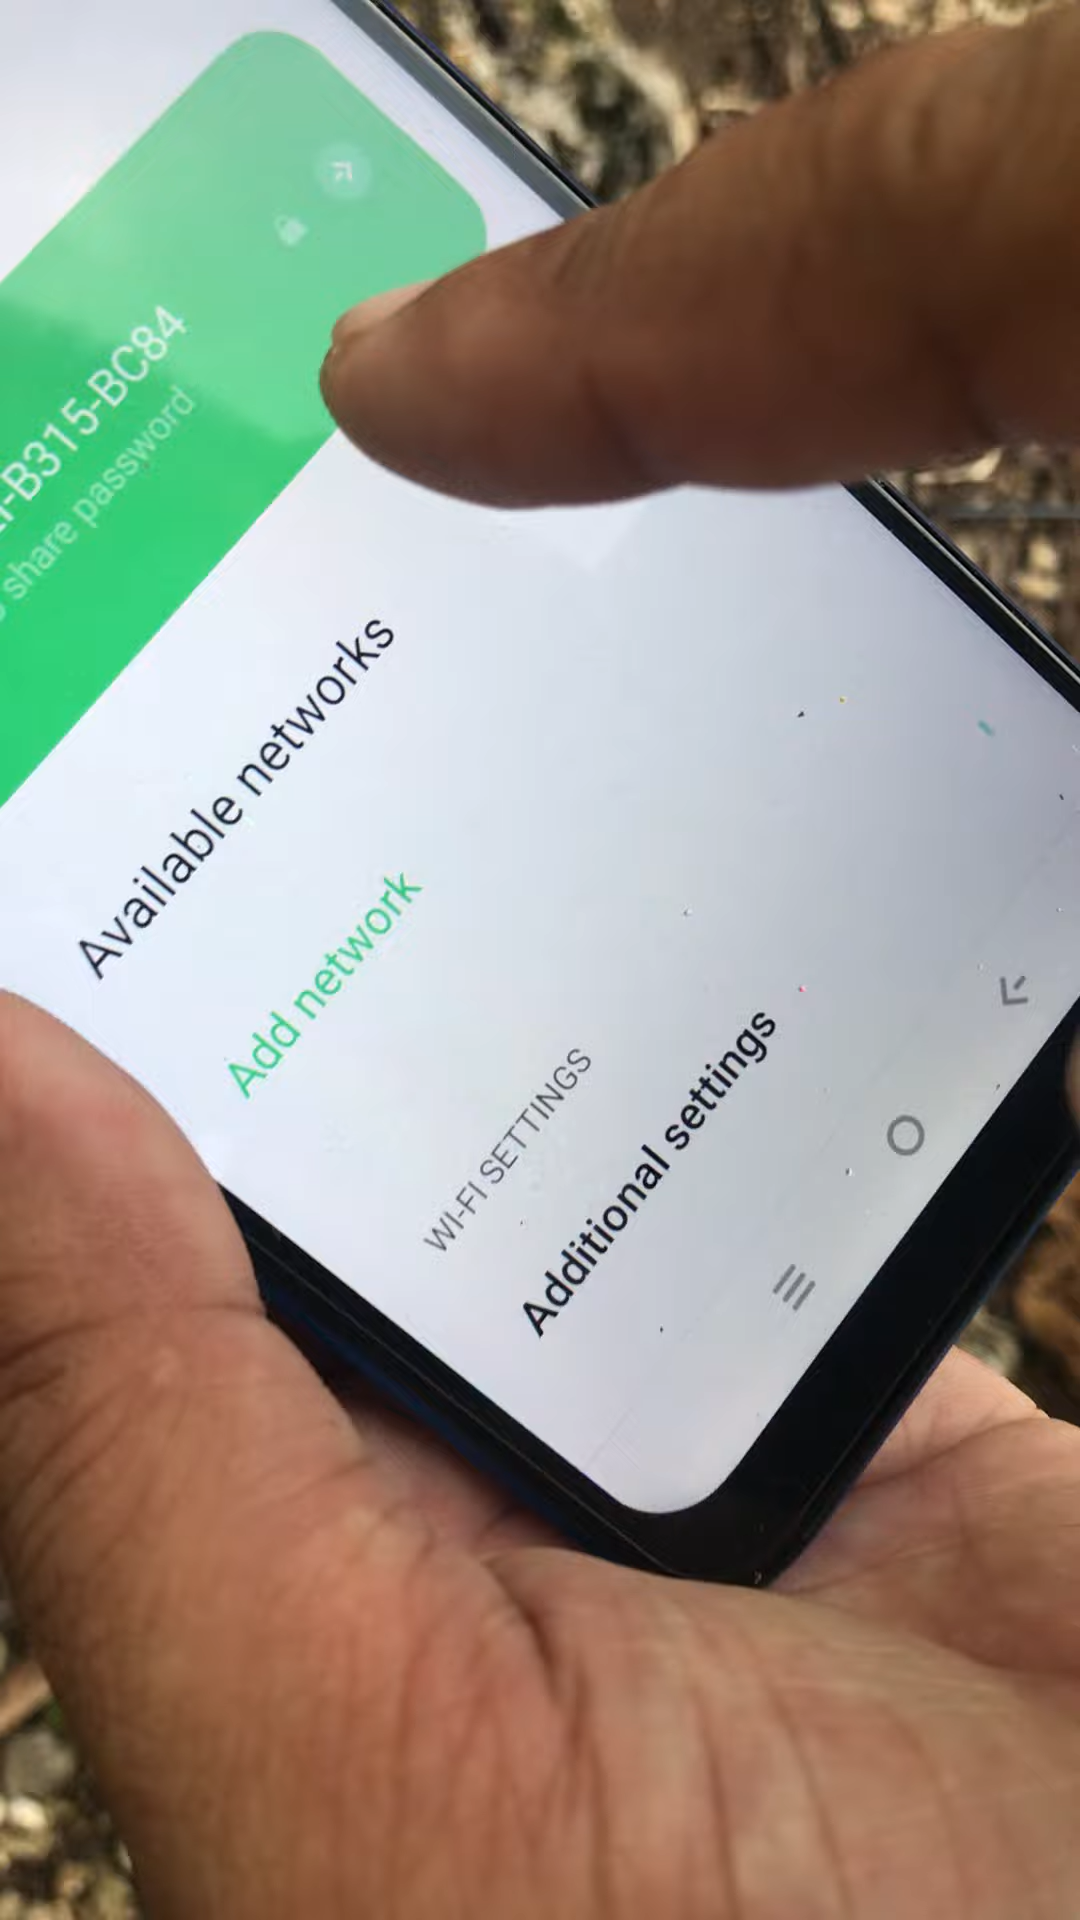 -B315-BC84
share password
Available networks
Add network
WI-FI SETTINGS
Additional settings